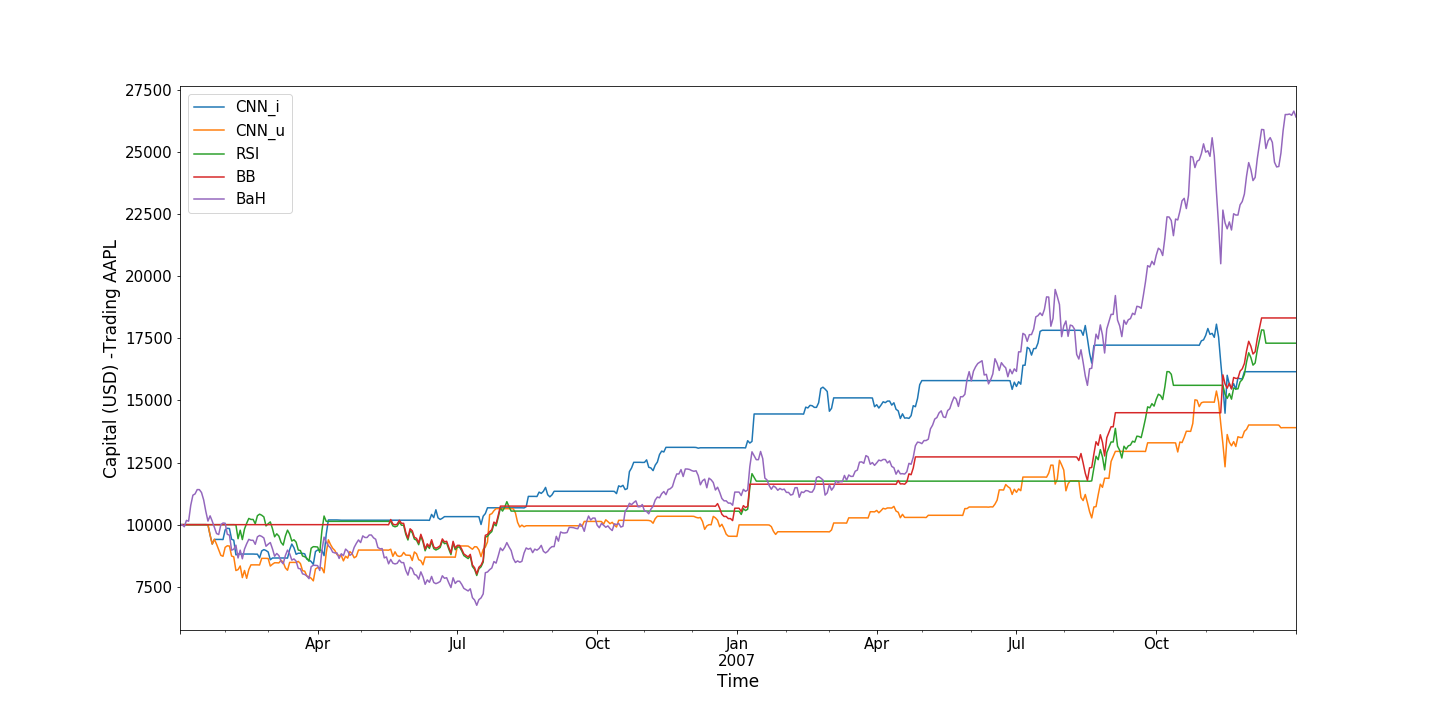 27500
25000
22500
20000
17500
15000
12500
10000
7500
Capital (USD) -Trading AAPL
CNN_i
CNN_u
RSI
BB
BaH
Apr
Jul
Oct
Jan
2007
Apr
Jul
Oct
Time